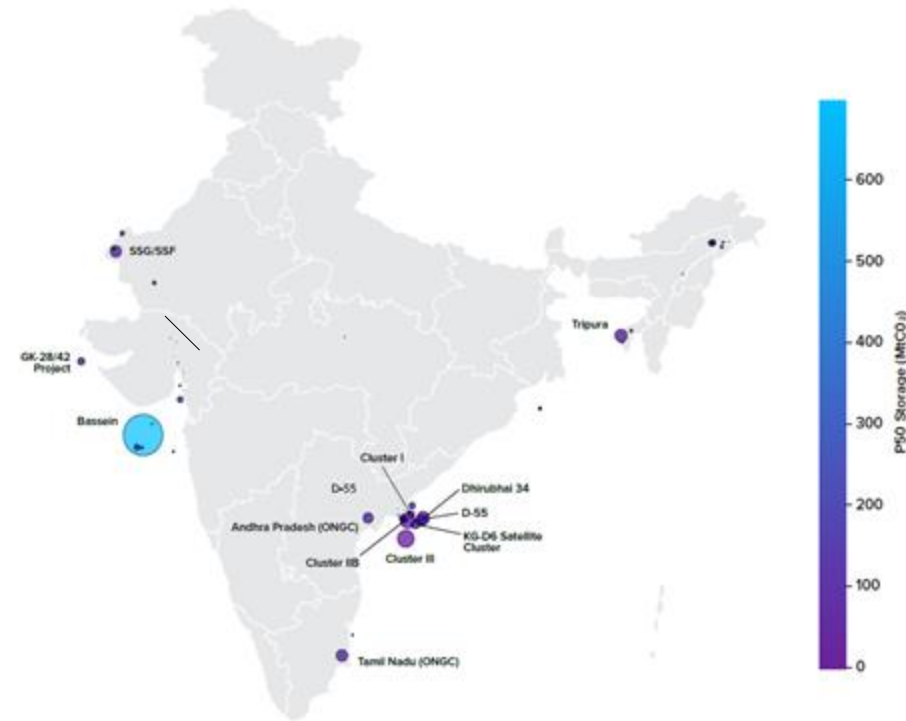 SSG/SSF
GK-28/42
Project
Bassein
Tripura
Cluster I
D-55
Dhirubhai 34
D-55
Andhra Pradesh (ONGC)
KG-D6 Satellite
Cluster
Cluster IIB
Cluster III
Tamil Nadu (ONGC)
600
500
400
300
200
100
0
P50 Storage (MtCO₂)